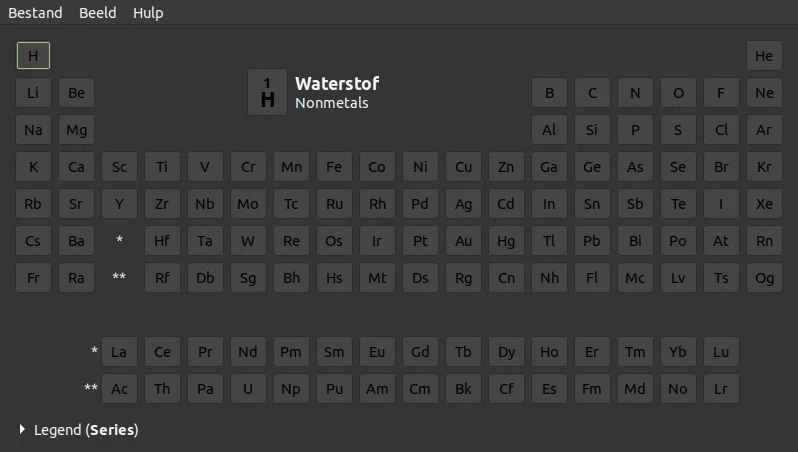 Bestand Beeld Hulp
H He
1
H
Waterstof
Nonmetals
Li Be B C N O F Ne
Na Mg Al Si P S Cl Ar
K Ca Sc Ti V Cr Mn Fe Co Ni Cu Zn Ga Ge As Se Br Kr
Rb Sr Y Zr Nb Mo Tc Ru Rh Pd Ag Cd In Sn Sb Te I Xe
Cs Ba * Hf Ta W Re Os Ir Pt Au Hg Tl Pb Bi Po At Rn
Fr Ra ** Rf Db Sg Bh Hs Mt Ds Rg Cn Nh Fl Mc Lv Ts Og
* La Ce Pr Nd Pm Sm Eu Gd Tb Dy Ho Er Tm Yb Lu
** Ac Th Pa U Np Pu Am Cm Bk Cf Es Fm Md No Lr
Legend (Series)